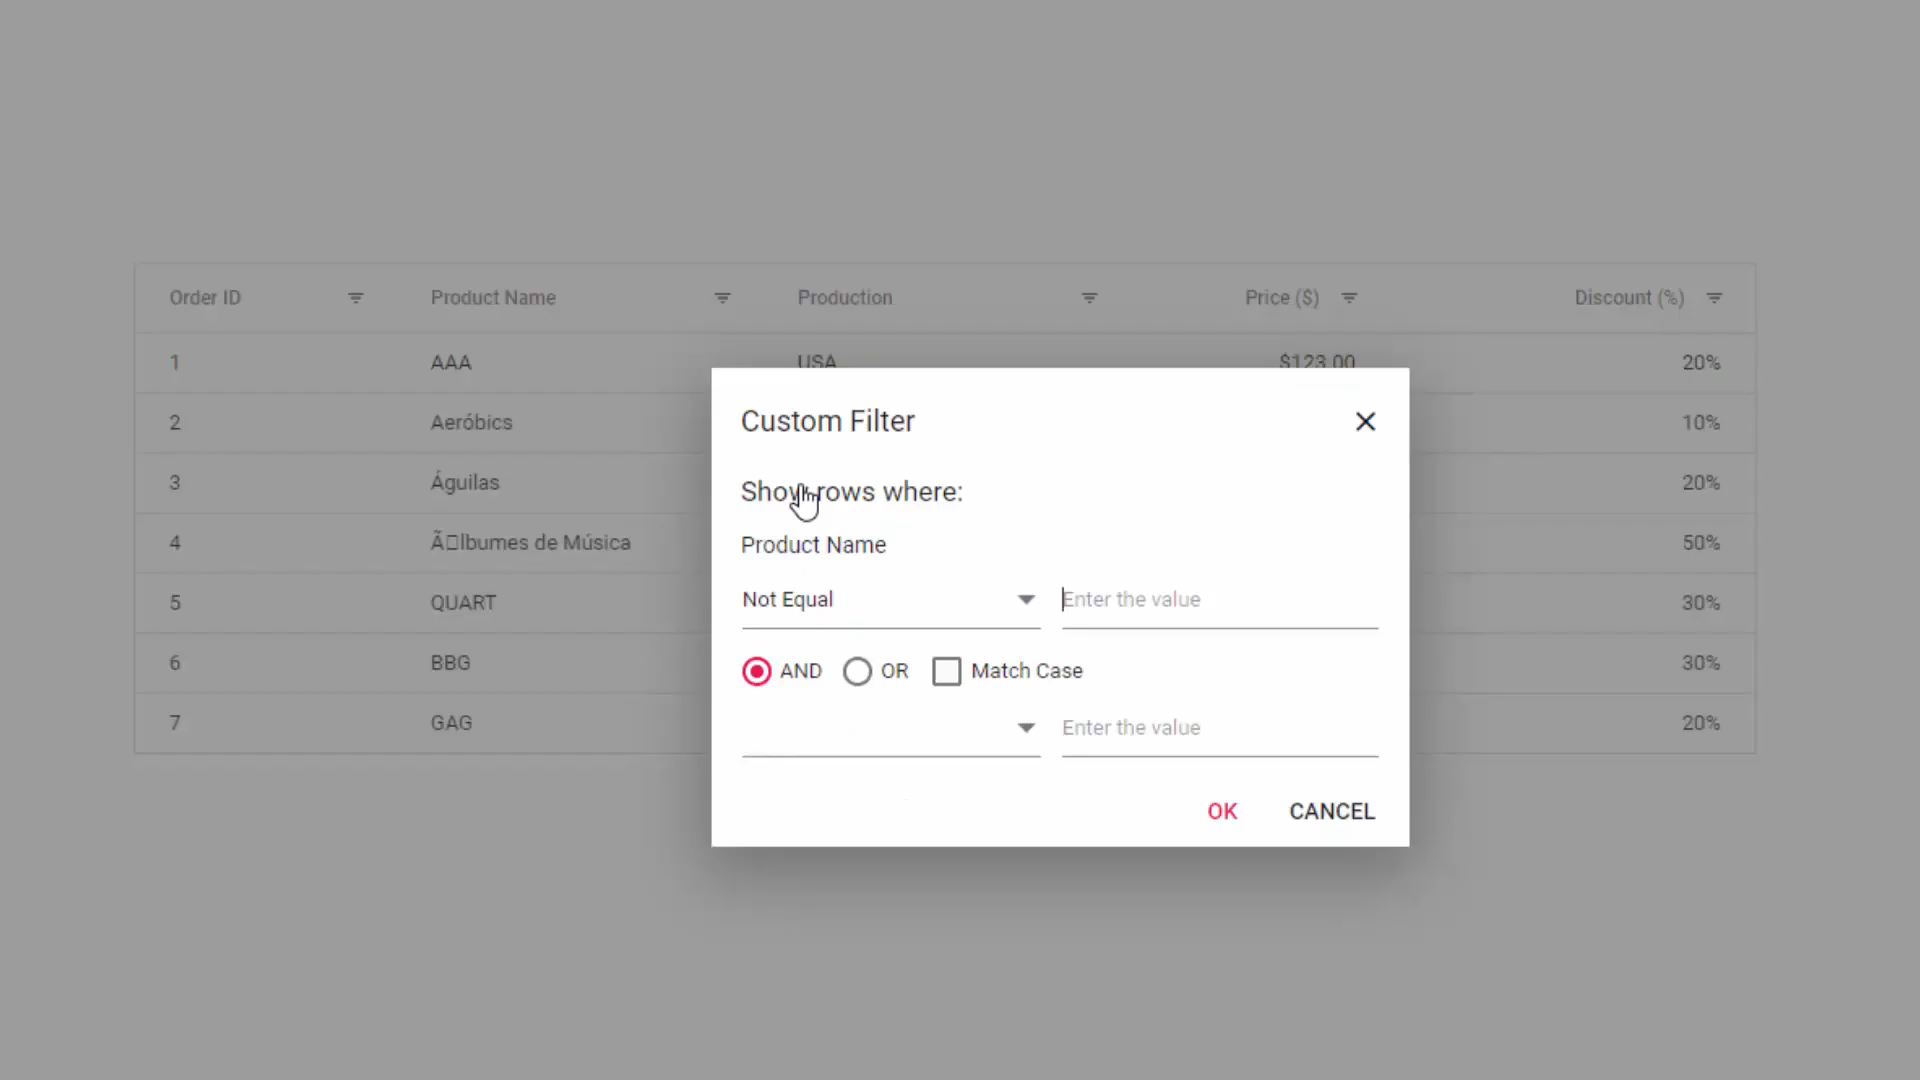 Order ID Product Name Production Price ($) Discount (%)
1 AAA USA $123.00 20%
2 Aeróbics 10%
3 Águilas 20%
4 Ã□lbumes de Música 50%
5 QUART 30%
6 BBG 30%
7 GAG 20%
Custom Filter
Show rows where:
Product Name
Not Equal Enter the value
AND OR Match Case
Enter the value
OK CANCEL